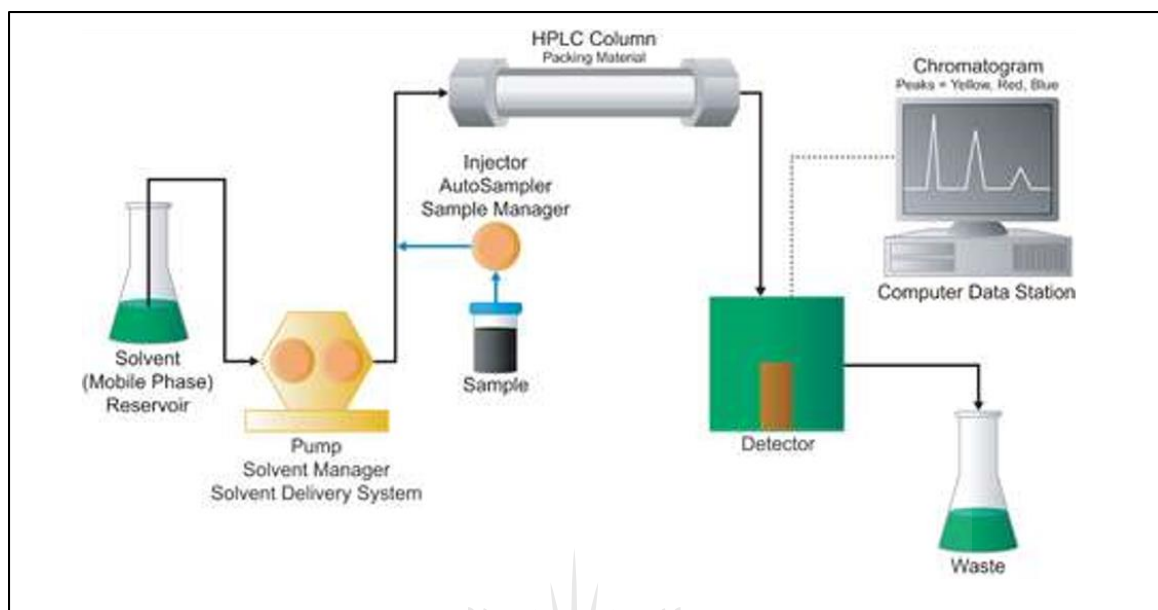 HPLC Column
Packing Material
Chromatogram
Peaks = Yellow, Red, Blue
Injector
AutoSampler
Sample Manager
Computer Data Station
Solvent
(Mobile Phase)
Reservoir
Sample
Pump
Solvent Manager
Solvent Delivery System
Detector
Waste